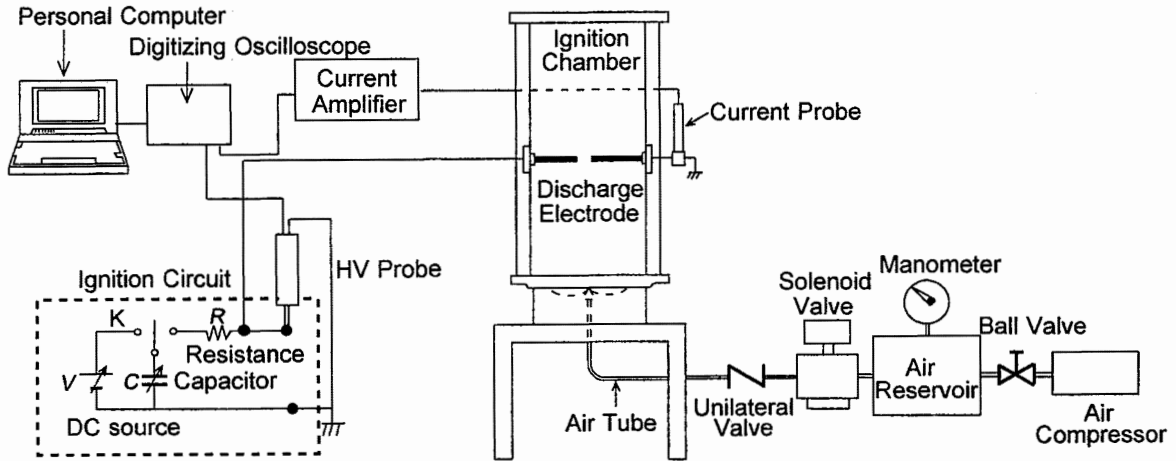 Personal Computer
Digitizing Oscilloscope
Current
Amplifier
Ignition
Chamber
Current Probe
Discharge
Electrode
HV Probe
Ignition Circuit
K
R
Resistance
V
C
Capacitor
DC source
Manometer
Solenoid
Valve
Ball Valve
Air
Reservoir
Unilateral
Valve
Air Tube
Air
Compressor